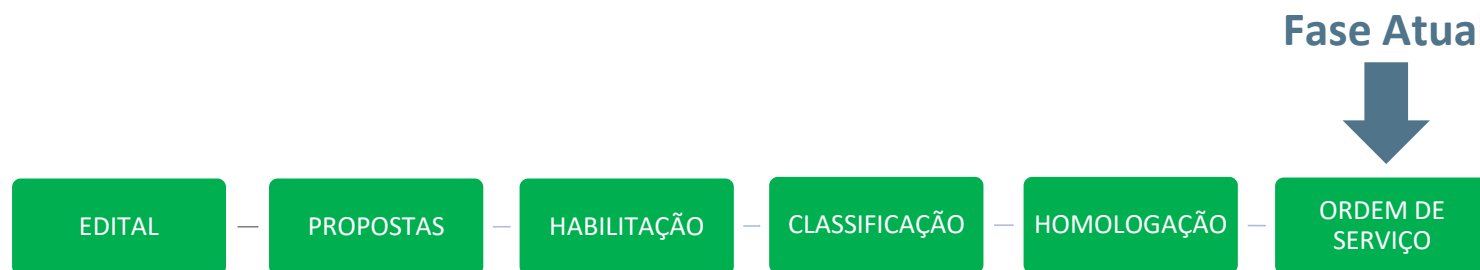 Fase Atua
EDITAL
PROPOSTAS
HABILITAÇÃO
CLASSIFICAÇÃO
HOMOLOGAÇÃO
ORDEM DE
SERVIÇO